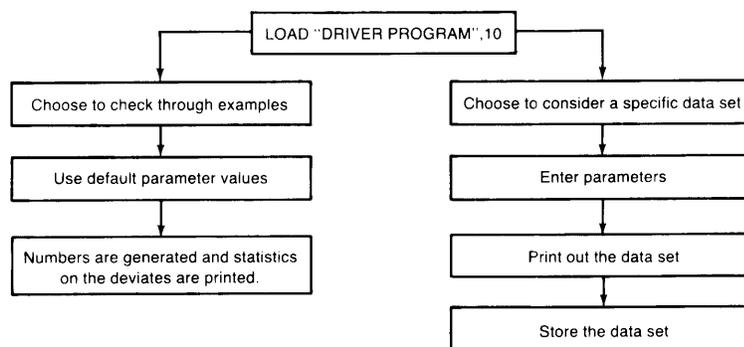 LOAD “DRIVER PROGRAM”,10
Choose to check through examples
Use default parameter values
Numbers are generated and statistics
on the deviates are printed.
Choose to consider a specific data set
Enter parameters
Print out the data set
Store the data set